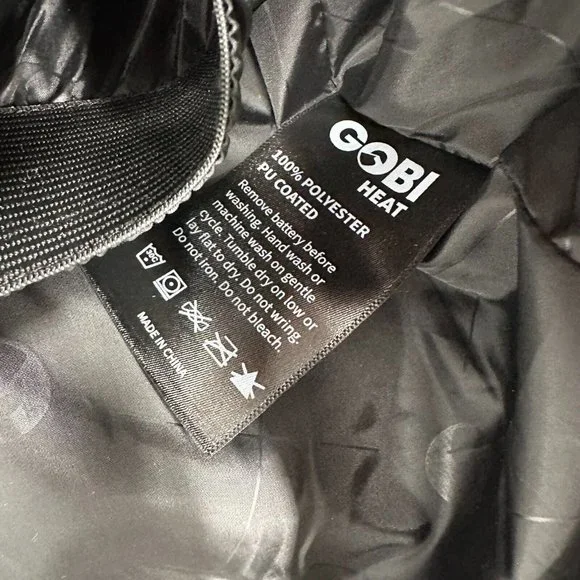 GOBI
HEAT
100% POLYESTER
PU COATED
Remove battery before
washing. Hand wash or
machine wash on gentle
cycle. Tumble dry on low or
lay flat to dry. Do not wring.
Do not iron. Do not bleach.
MADE IN CHINA